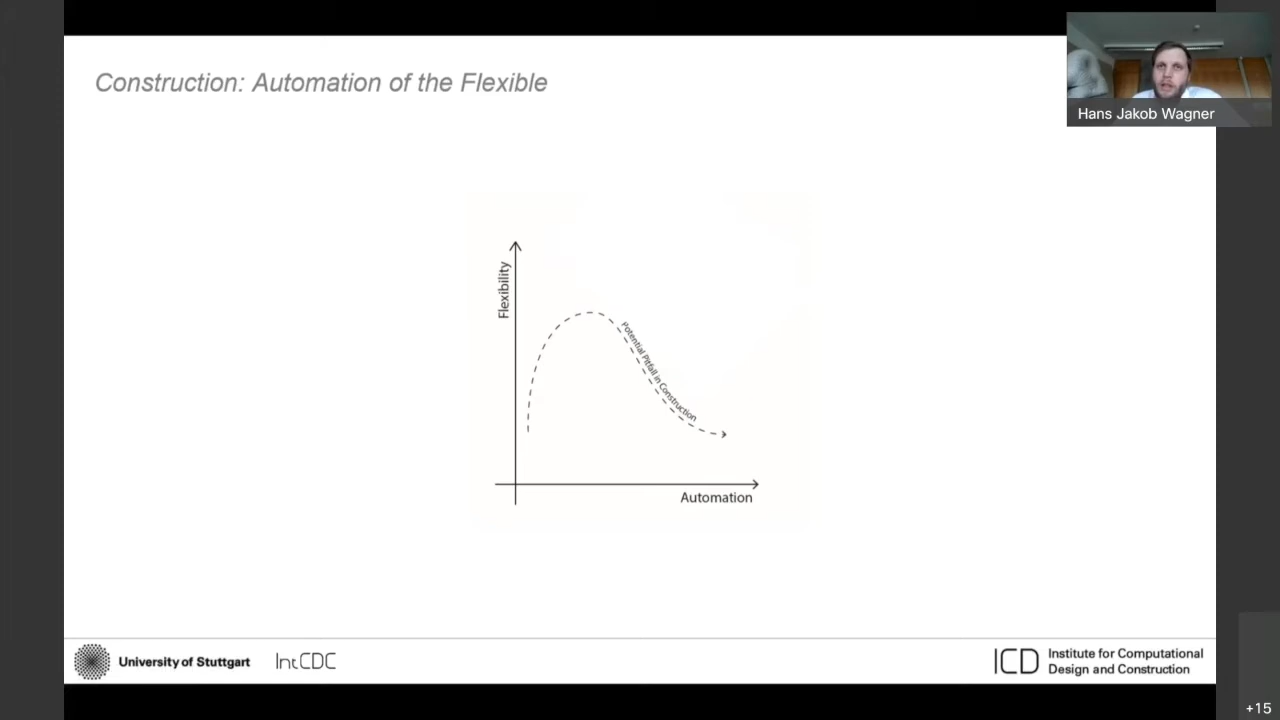 Construction: Automation of the Flexible
Hans Jakob Wagner
Flexibility
Potential Pitfall in Construction
Automation
University of Stuttgart
IntCDC
ICD
Institute for Computational
Design and Construction
+15